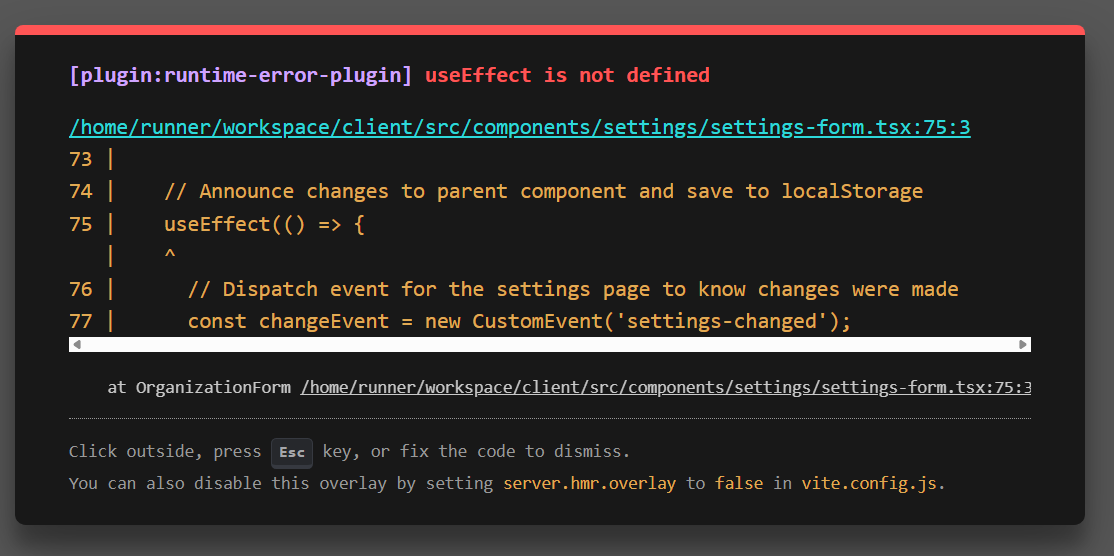 [plugin:runtime-error-plugin] useEffect is not defined
/home/runner/workspace/client/src/components/settings/settings-form.tsx:75:3
73 |
74 |    // Announce changes to parent component and save to localStorage
75 |    useEffect(() => {
   |    ^
76 |      // Dispatch event for the settings page to know changes were made
77 |      const changeEvent = new CustomEvent('settings-changed');
at OrganizationForm /home/runner/workspace/client/src/components/settings/settings-form.tsx:75:3
Click outside, press Esc key, or fix the code to dismiss.
You can also disable this overlay by setting server.hmr.overlay to false in vite.config.js.